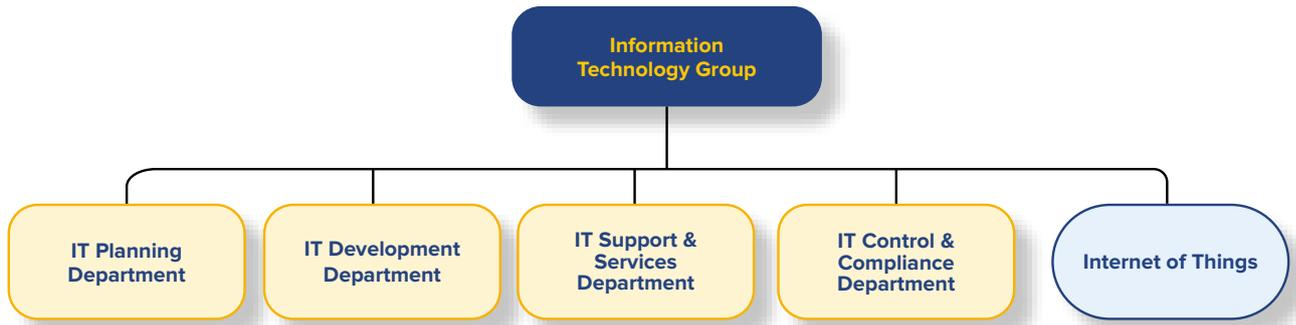 Information
Technology Group
IT Planning
Department
IT Development
Department
IT Support &
Services
Department
IT Control &
Compliance
Department
Internet of Things